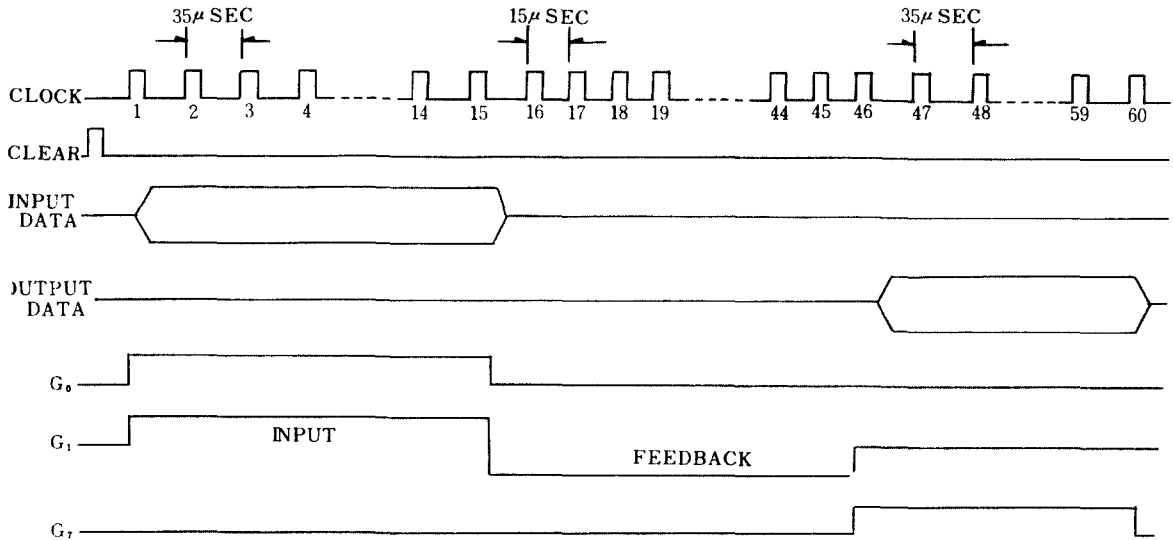 35μ SEC 15μ SEC 35μ SEC
CLOCK
1 2 3 4 14 15 16 17 18 19 44 45 46 47 48 59 60
CLEAR
INPUT
DATA
OUTPUT
DATA
G₀
G₁ INPUT FEEDBACK
G₇